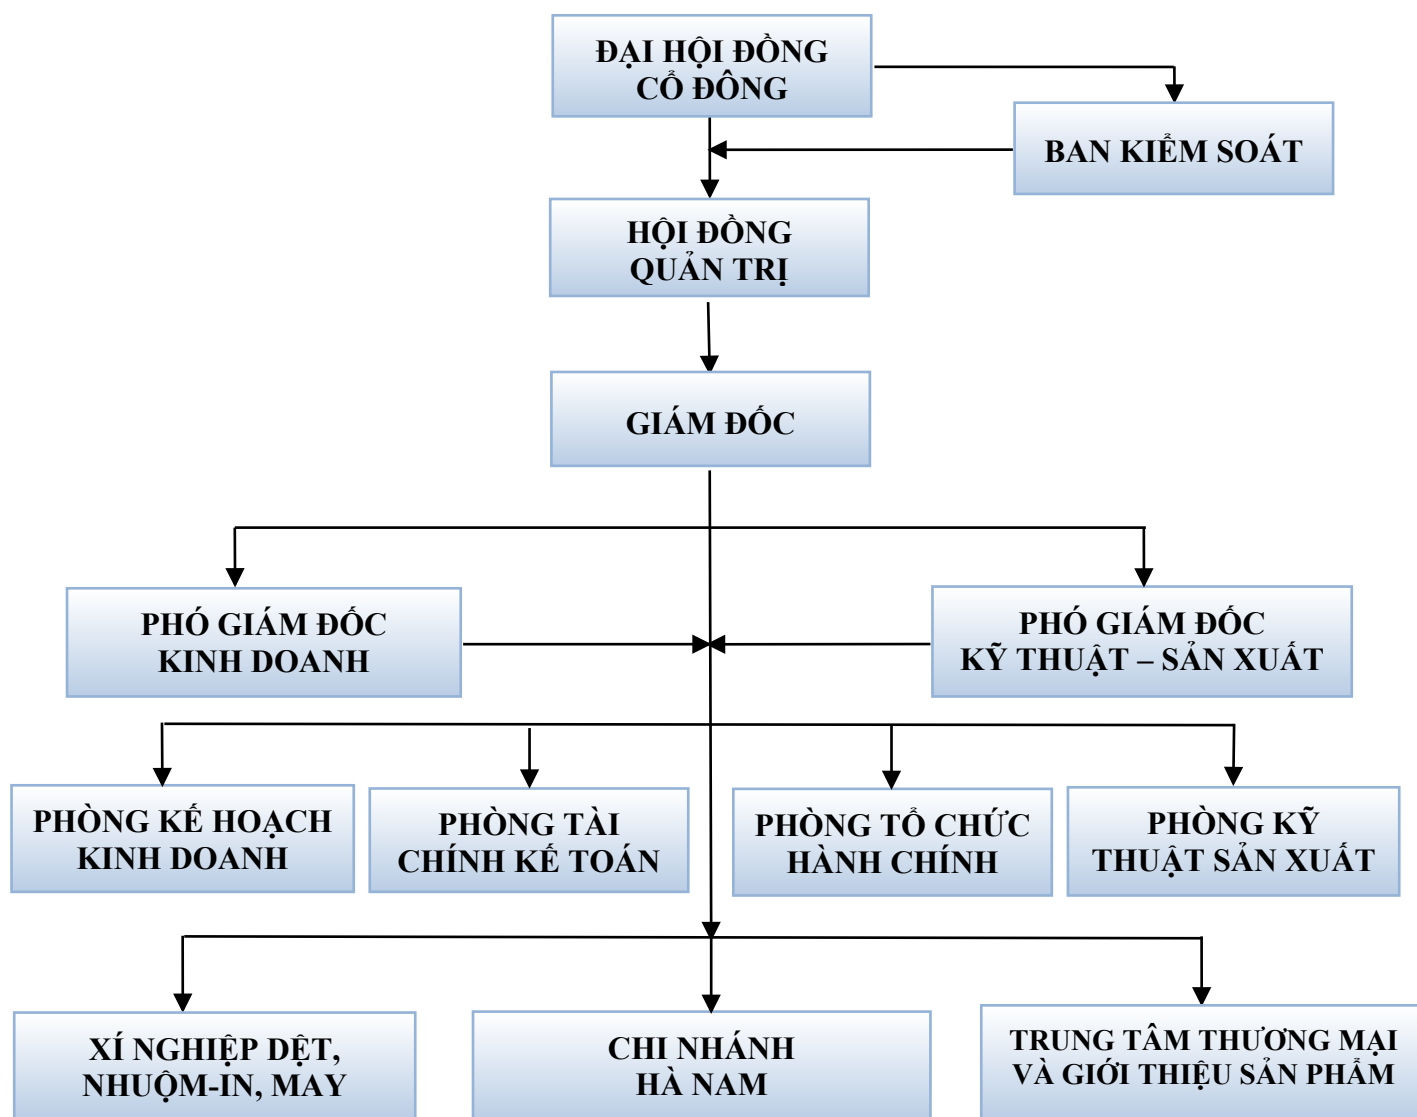 ĐẠI HỘI ĐỒNG
CỔ ĐÔNG
BAN KIỂM SOÁT
HỘI ĐỒNG
QUẢN TRỊ
GIÁM ĐỐC
PHÓ GIÁM ĐỐC
KINH DOANH
PHÓ GIÁM ĐỐC
KỸ THUẬT – SẢN XUẤT
PHÒNG KẾ HOẠCH
KINH DOANH
PHÒNG TÀI
CHÍNH KẾ TOÁN
PHÒNG TỔ CHỨC
HÀNH CHÍNH
PHÒNG KỸ
THUẬT SẢN XUẤT
XÍ NGHIỆP DỆT,
NHUỘM-IN, MAY
CHI NHÁNH
HÀ NAM
TRUNG TÂM THƯƠNG MẠI
VÀ GIỚI THIỆU SẢN PHẨM